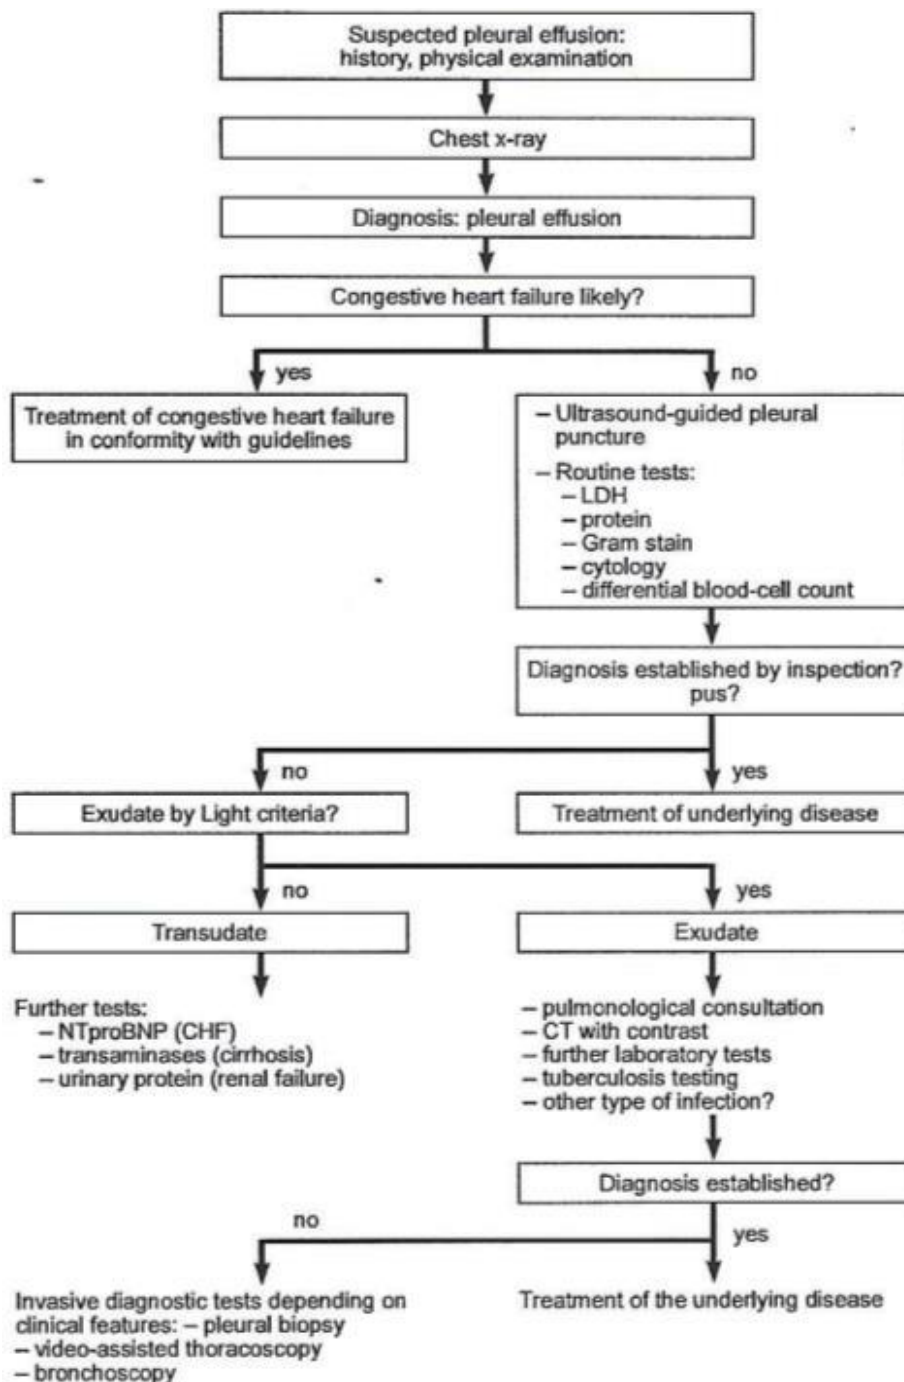 Suspected pleural effusion:
history, physical examination
Chest x-ray
Diagnosis: pleural effusion
Congestive heart failure likely?
yes
no
Treatment of congestive heart failure
in conformity with guidelines
– Ultrasound-guided pleural
puncture
– Routine tests:
– LDH
– protein
– Gram stain
– cytology
– differential blood-cell count
Diagnosis established by inspection?
pus?
no
yes
Exudate by Light criteria?
Treatment of underlying disease
no
yes
Transudate
Exudate
Further tests:
– NTproBNP (CHF)
– transaminases (cirrhosis)
– urinary protein (renal failure)
– pulmonological consultation
– CT with contrast
– further laboratory tests
– tuberculosis testing
– other type of infection?
Diagnosis established?
no
yes
Invasive diagnostic tests depending on
clinical features: – pleural biopsy
– video-assisted thoracoscopy
– bronchoscopy
Treatment of the underlying disease